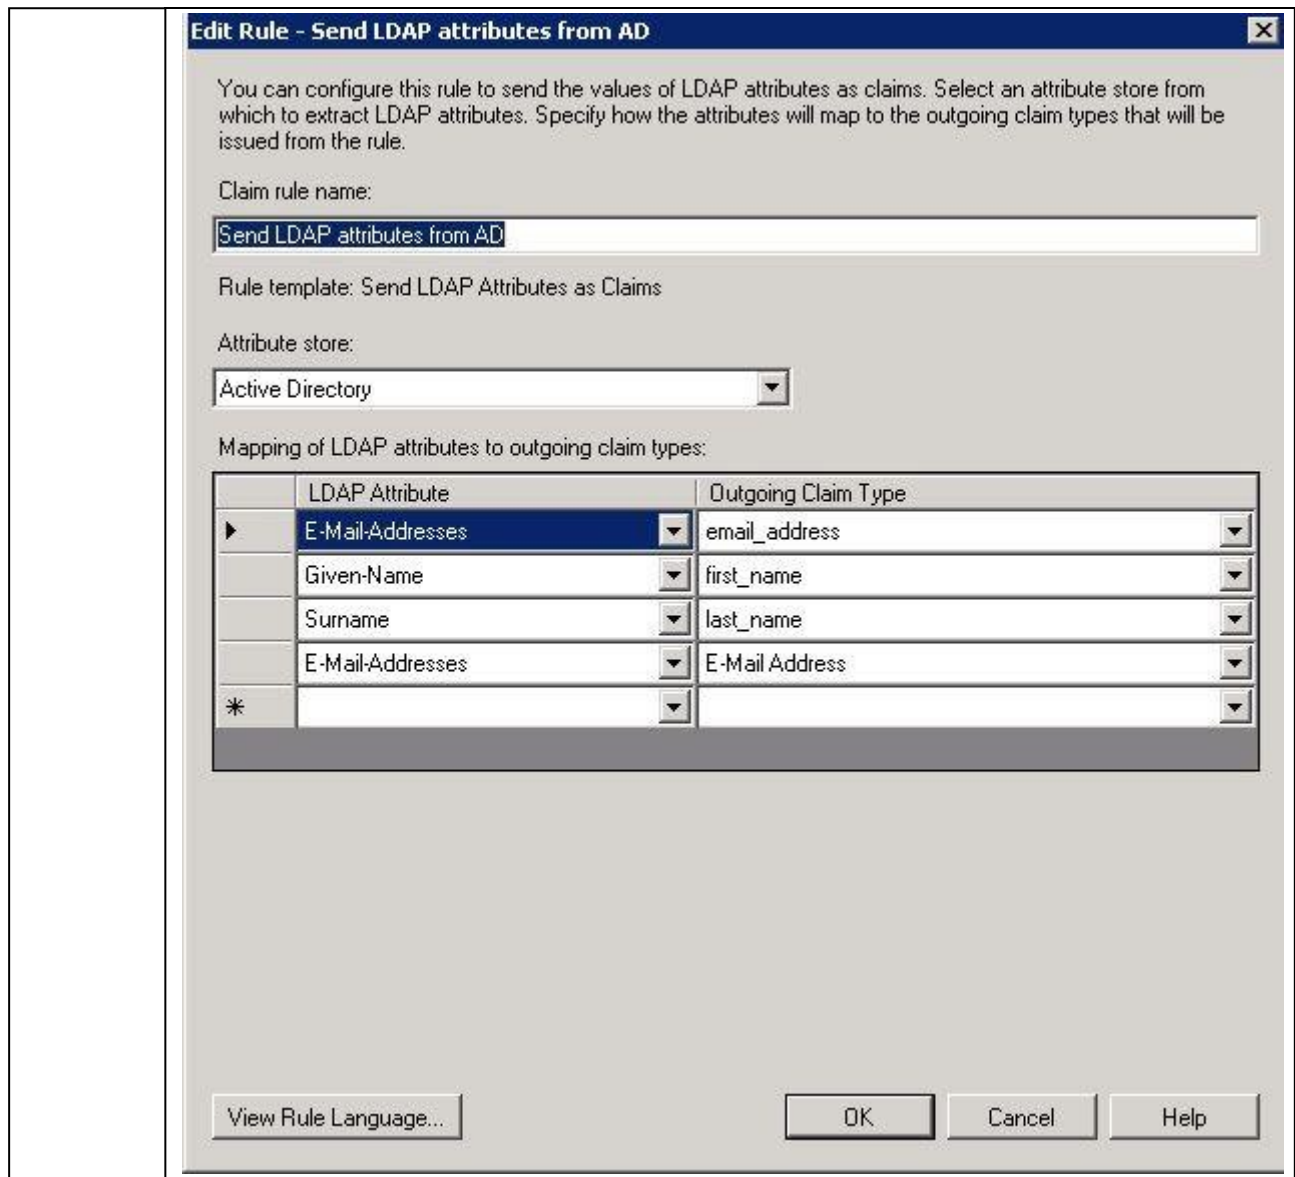 Edit Rule - Send LDAP attributes from AD
You can configure this rule to send the values of LDAP attributes as claims. Select an attribute store from
which to extract LDAP attributes. Specify how the attributes will map to the outgoing claim types that will be
issued from the rule.
Claim rule name:
Send LDAP attributes from AD
Rule template: Send LDAP Attributes as Claims
Attribute store:
Active Directory
Mapping of LDAP attributes to outgoing claim types:
LDAP Attribute Outgoing Claim Type
E-Mail-Addresses email_address
Given-Name first_name
Surname last_name
E-Mail-Addresses E-Mail Address
View Rule Language... OK Cancel Help